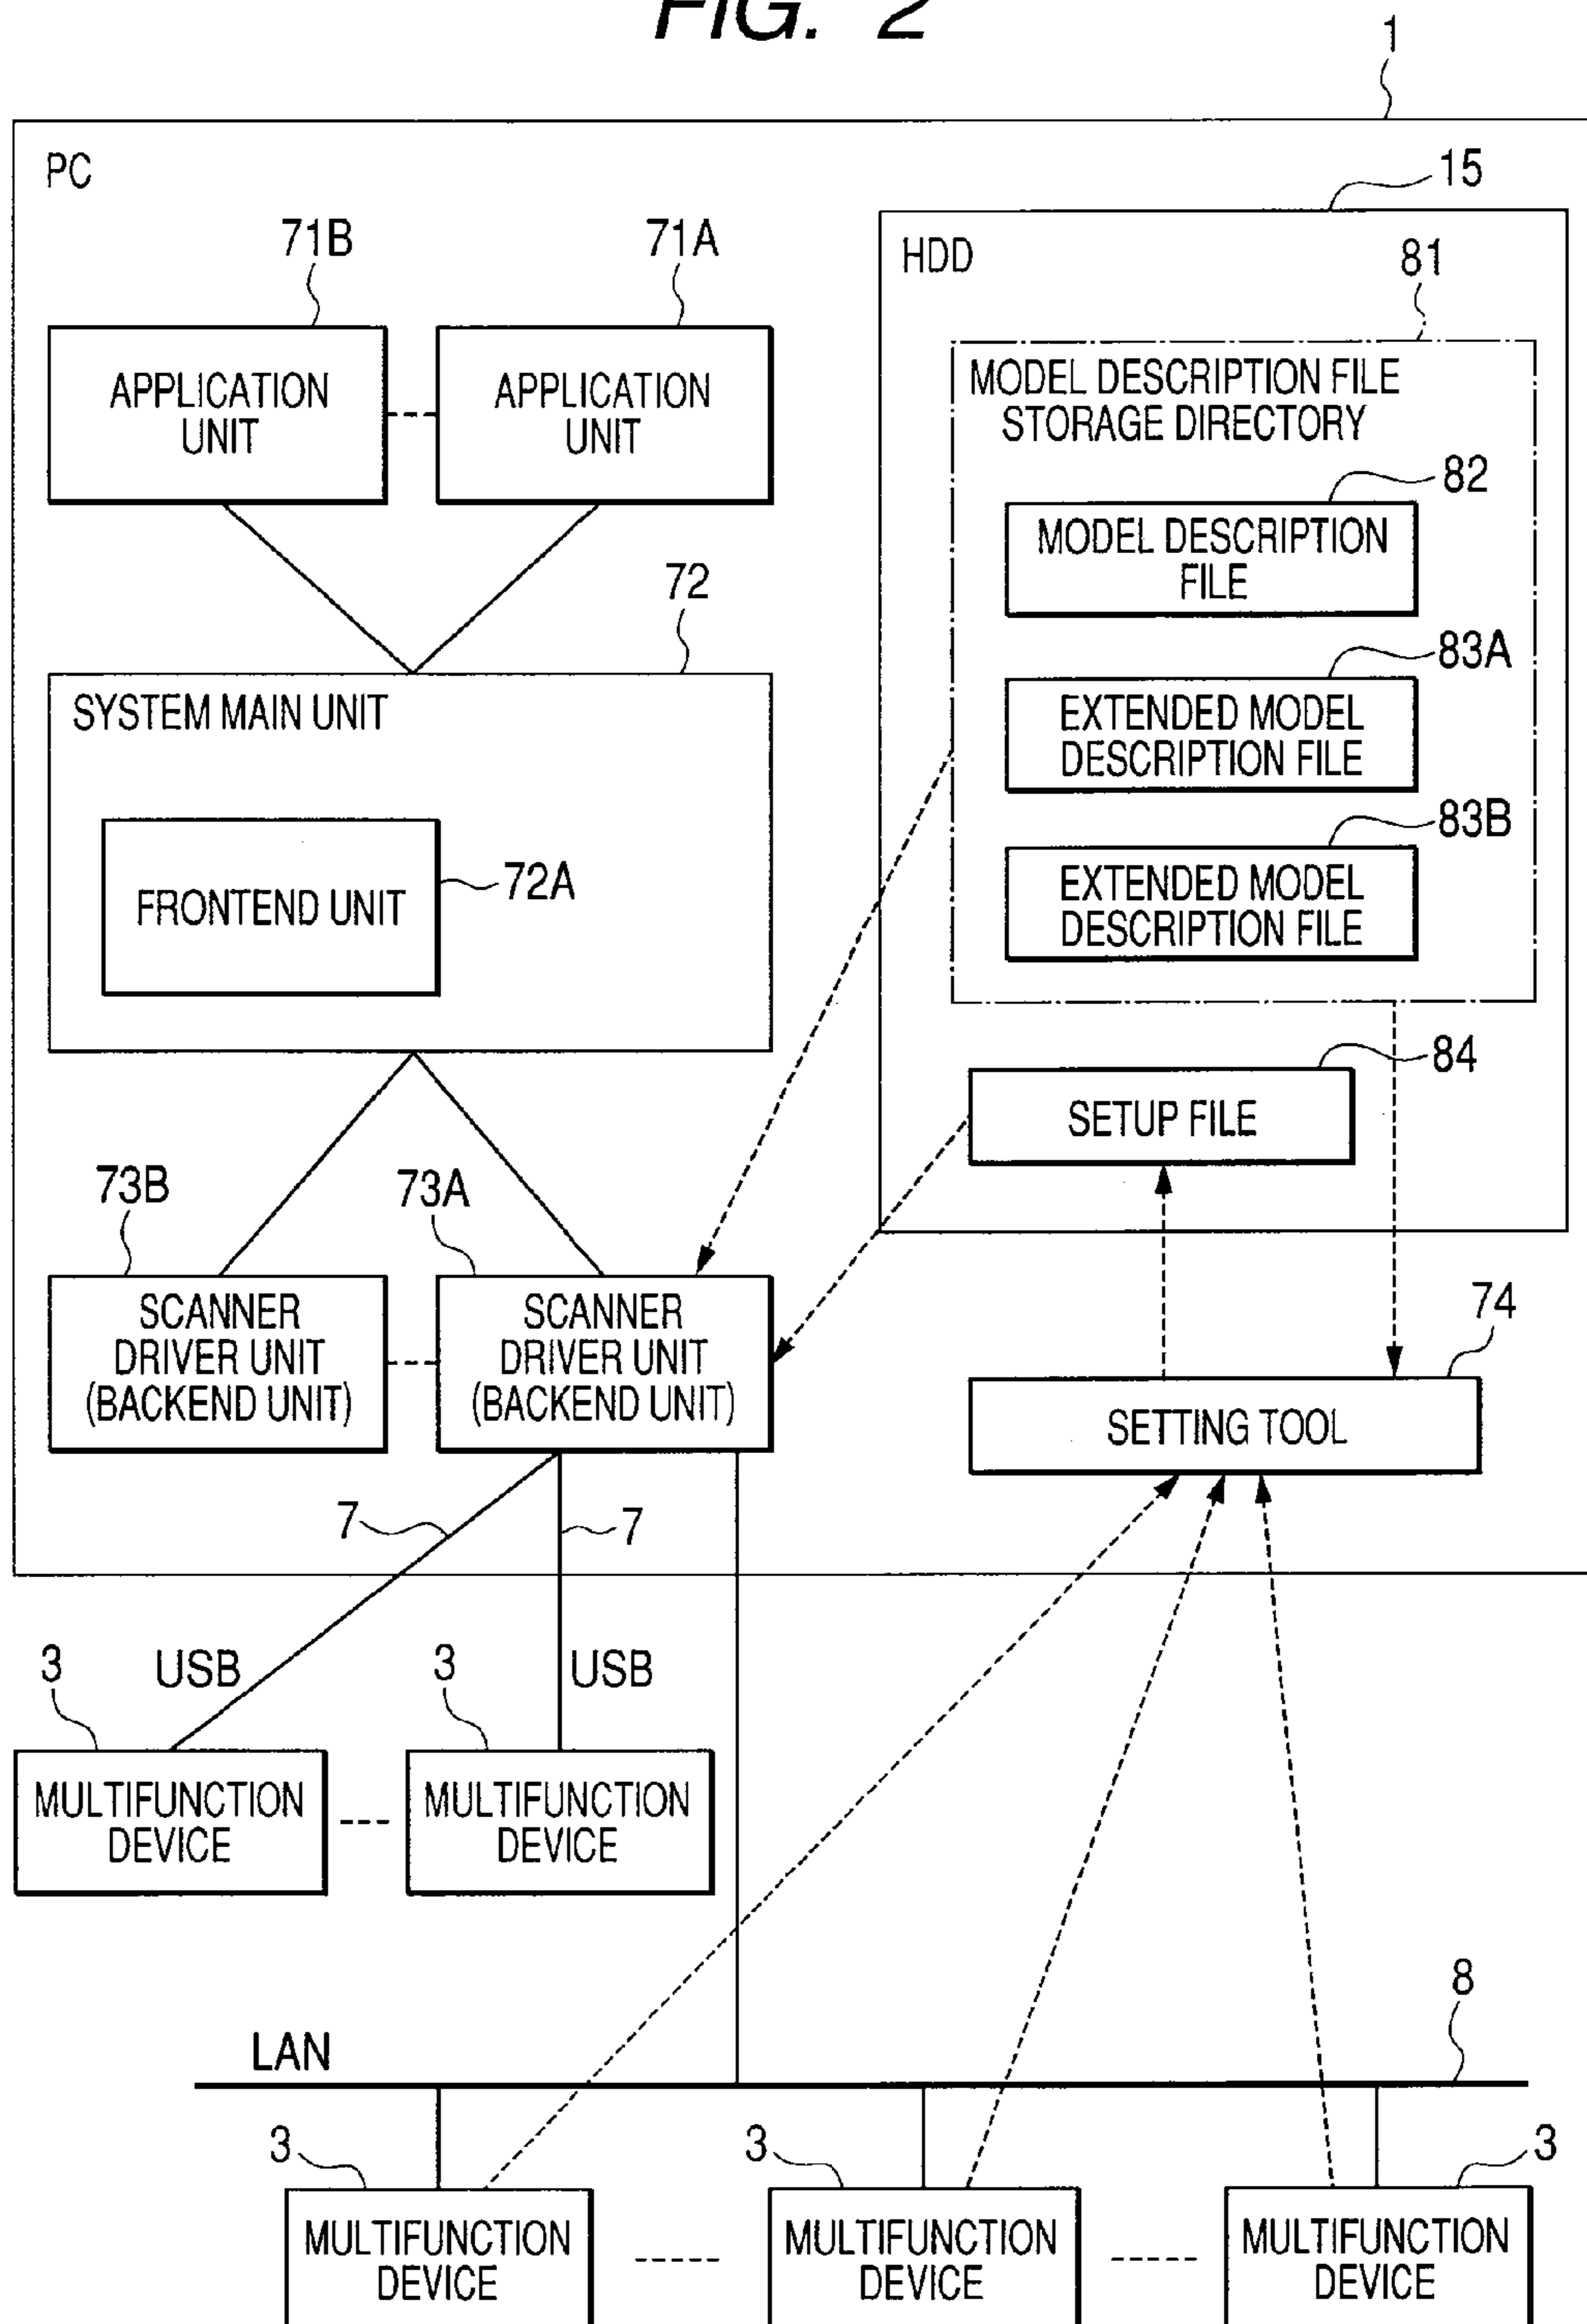 FIG. 2
1
PC
15
71B
71A
HDD
81
APPLICATION
UNIT
APPLICATION
UNIT
MODEL DESCRIPTION FILE
STORAGE DIRECTORY
82
MODEL DESCRIPTION
FILE
72
83A
SYSTEM MAIN UNIT
EXTENDED MODEL
DESCRIPTION FILE
83B
FRONTEND UNIT
72A
EXTENDED MODEL
DESCRIPTION FILE
84
SETUP FILE
73B
73A
SCANNER
DRIVER UNIT
(BACKEND UNIT)
SCANNER
DRIVER UNIT
(BACKEND UNIT)
74
SETTING TOOL
7
7
3
USB
3
USB
MULTIFUNCTION
DEVICE
MULTIFUNCTION
DEVICE
8
LAN
3
3
3
MULTIFUNCTION
DEVICE
MULTIFUNCTION
DEVICE
MULTIFUNCTION
DEVICE